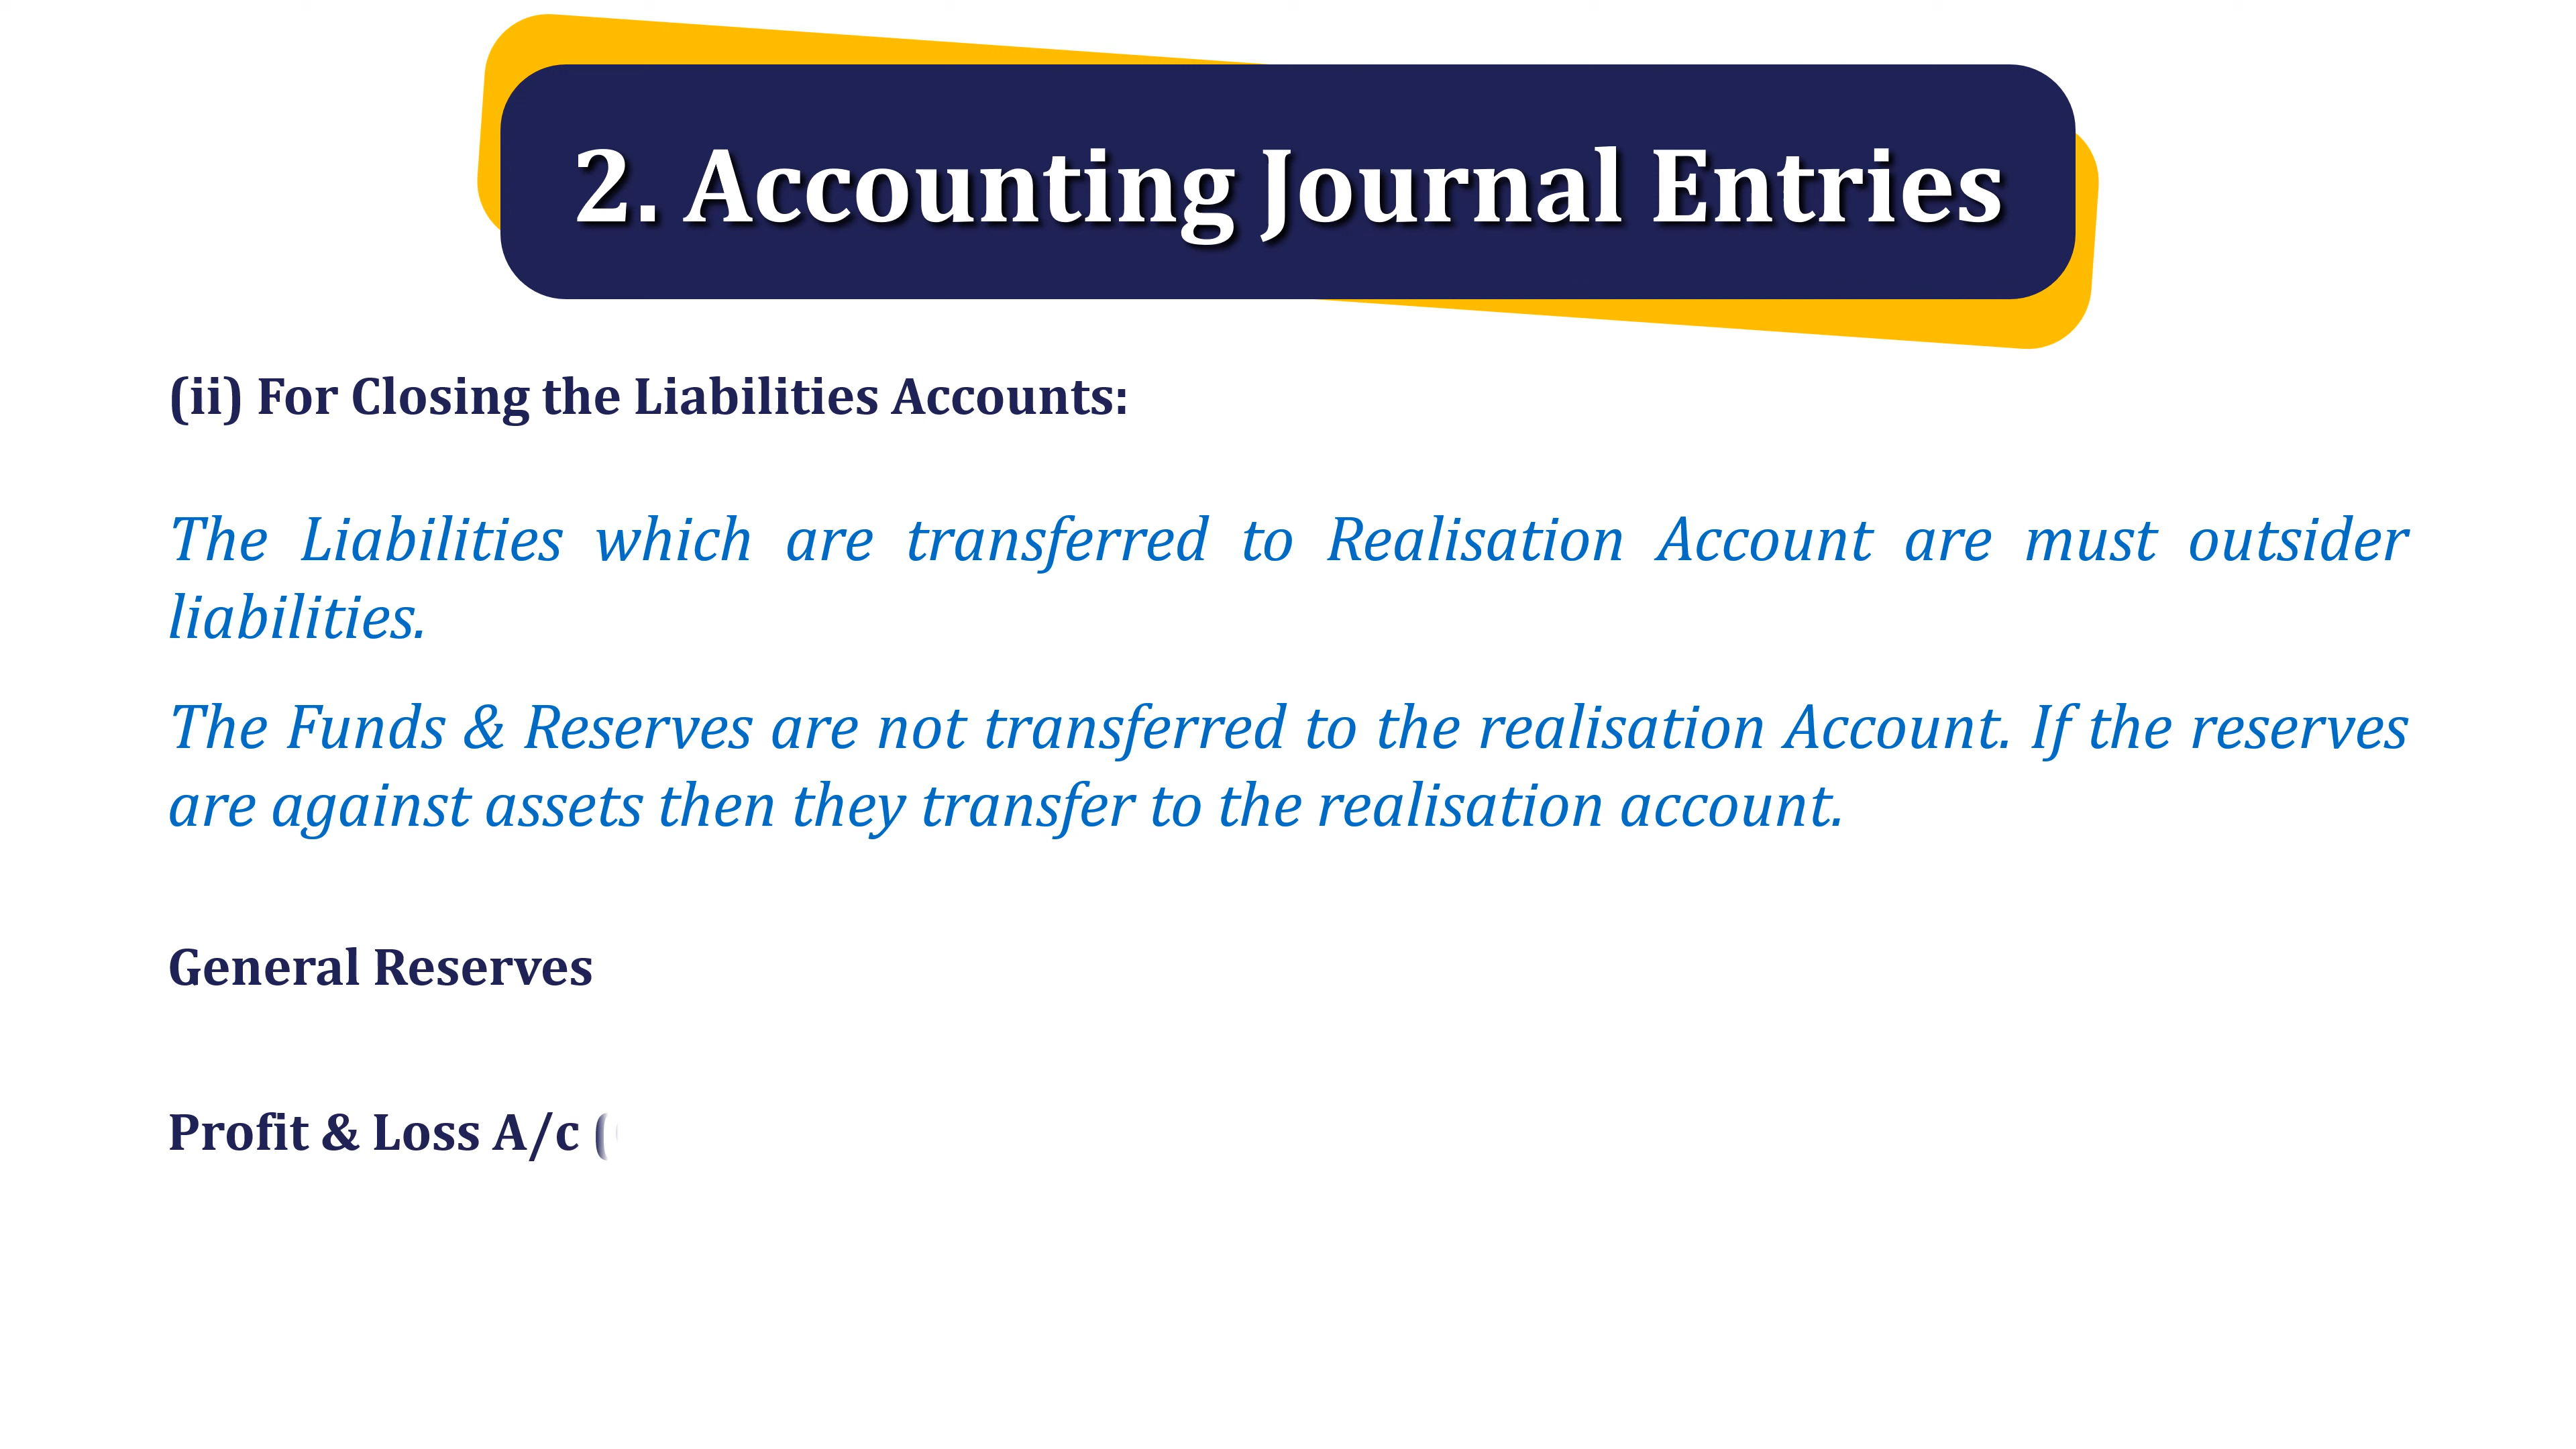 2. Accounting Journal Entries
(ii) For Closing the Liabilities Accounts:
The Liabilities which are transferred to Realisation Account are must outsider
liabilities.
The Funds & Reserves are not transferred to the realisation Account. If the reserves
are against assets then they transfer to the realisation account.
General Reserves
Profit & Loss A/c (